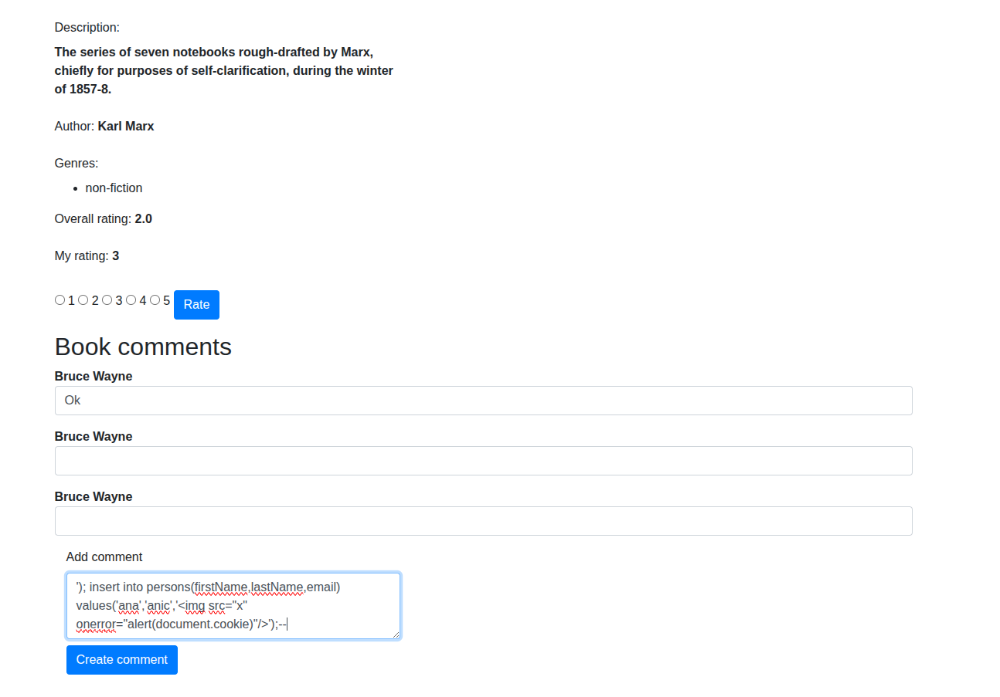 Description:
The series of seven notebooks rough-drafted by Marx,
chiefly for purposes of self-clarification, during the winter
of 1857-8.
Author: Karl Marx
Genres:
non-fiction
Overall rating: 2.0
My rating: 3
1 2 3 4 5 Rate
Book comments
Bruce Wayne
Ok
Bruce Wayne
Bruce Wayne
Add comment
'); insert into persons(firstName,lastName,email)
values('ana','anic','<img src="x"
onerror="alert(document.cookie)"/>');--
Create comment